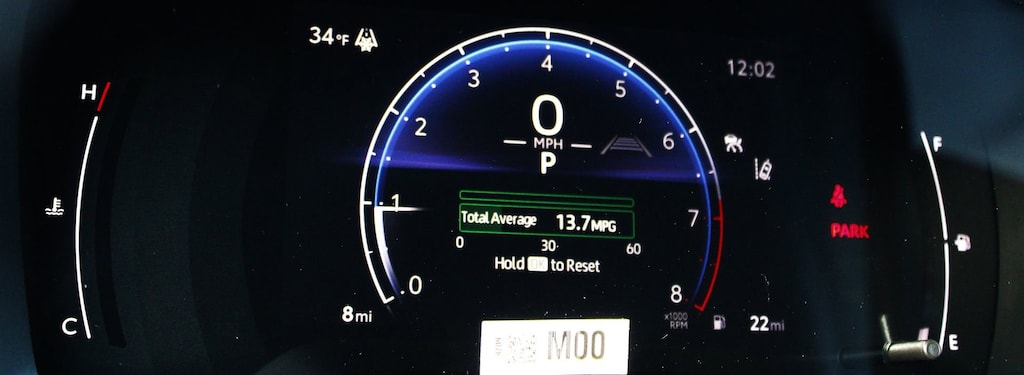 34°F
12:02
H
4
3
5
2
6
0
MPH
P
F
1
7
Total Average 13.7MPG
0 30 60
Hold OK to Reset
PARK
0
8
x1000
RPM
C
8mi
22mi
E
M00